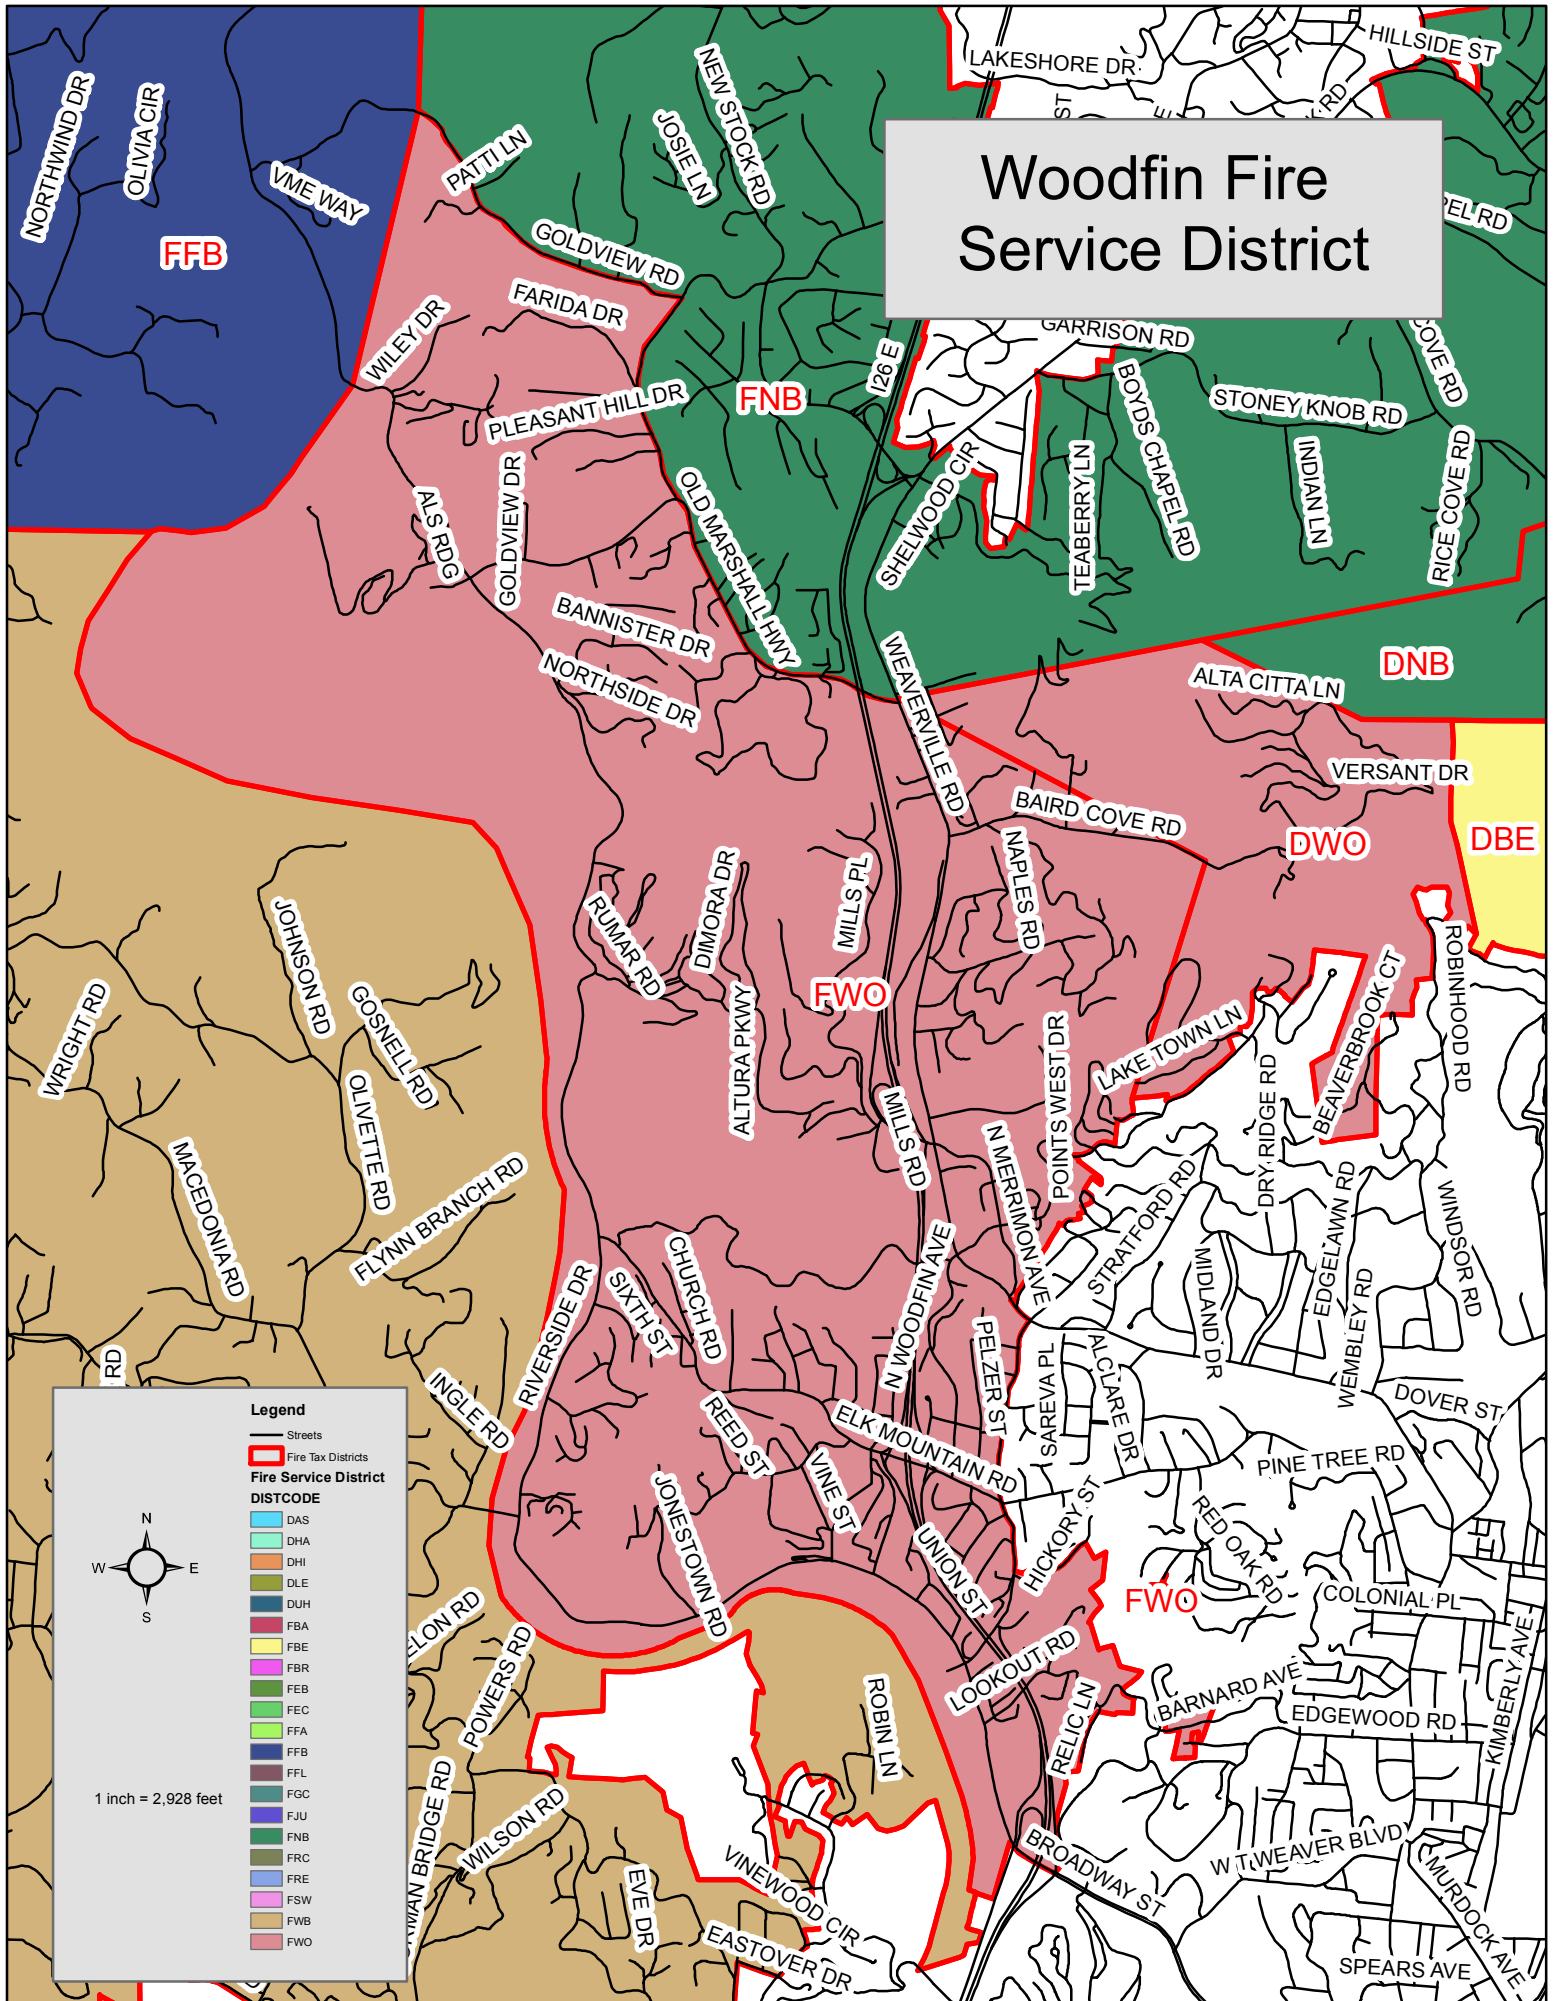 HILLSIDE ST
LAKESHORE DR
NEW STOCK RD
NORTHWIND DR
OLIVIA CIR
JOSIE LN
PATTI LN
VME WAY
ST
Woodfin Fire
Service District
PEL RD
FFB
GOLDVIEW RD
FARIDA DR
WILEY DR
GARRISON RD
COVE RD
I26 E
FNB
PLEASANT HILL DR
BOYDS CHAPEL RD
STONEY KNOB RD
INDIAN LN
RICE COVE RD
TEABERRY LN
SHELWOOD CIR
ALS RDG
GOLDVIEW DR
OLD MARSHALL HWY
BANNISTER DR
NORTHSIDE DR
WEAVERVILLE RD
ALTA CITTA LN
DNB
VERSANT DR
BAIRD COVE RD
DWO
DBE
NAPLES RD
MILLS PL
DIMORA DR
RUMAR RD
JOHNSON RD
GOSNELL RD
WRIGHT RD
FWO
ALTURA PKWY
ROBINHOOD RD
BEAVERBROOK CT
LAKE TOWN LN
POINTS WEST DR
DRY RIDGE RD
OLIVETTE RD
MILLS RD
N MERRIMON AVE
MACEDONIA RD
FLYNN BRANCH RD
STRATFORD RD
EDGELAWN RD
WINDSOR RD
MIDLAND DR
WEMBLEY RD
N WOODFIN AVE
CHURCH RD
SIXTH ST
RIVERSIDE DR
PELZER ST
SAREVA PL
ALCLARE DR
DOVER ST
RD
INGLE RD
REED ST
ELK MOUNTAIN RD
PINE TREE RD
VINE ST
JONESTOWN RD
UNION ST
HICKORY ST
RED OAK RD
FWO
COLONIAL PL
KIMBERLY AVE
ELON RD
POWERS RD
LOOKOUT RD
ROBIN LN
RELIC LN
BARNARD AVE
EDGEWOOD RD
RMAN BRIDGE RD
WILSON RD
EVE DR
VINEWOOD CIR
EASTOVER DR
BROADWAY ST
W T WEAVER BLVD
MURDOCK AVE
SPEARS AVE
Legend
Streets
Fire Tax Districts
Fire Service District
DISTCODE
DAS
DHA
DHI
DLE
DUH
FBA
FBE
FBR
FEB
FEC
FFA
FFB
FFL
FGC
FJU
FNB
FRC
FRE
FSW
FWB
FWO
N
W
E
S
1 inch = 2,928 feet